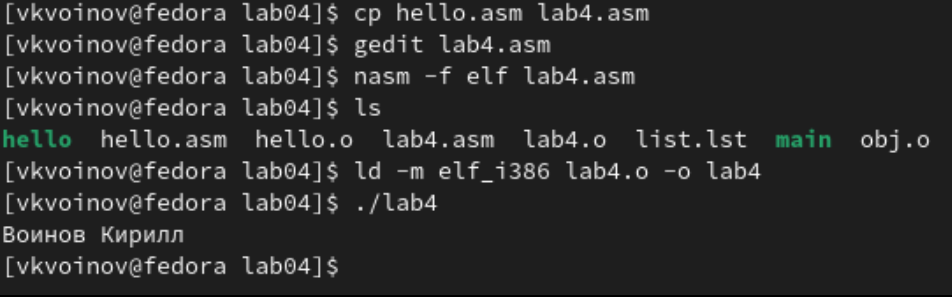 [vkvoinov@fedora lab04]$ cp hello.asm lab4.asm
[vkvoinov@fedora lab04]$ gedit lab4.asm
[vkvoinov@fedora lab04]$ nasm -f elf lab4.asm
[vkvoinov@fedora lab04]$ ls
hello  hello.asm  hello.o  lab4.asm  lab4.o  list.lst  main  obj.o
[vkvoinov@fedora lab04]$ ld -m elf_i386 lab4.o -o lab4
[vkvoinov@fedora lab04]$ ./lab4
Воинов Кирилл
[vkvoinov@fedora lab04]$